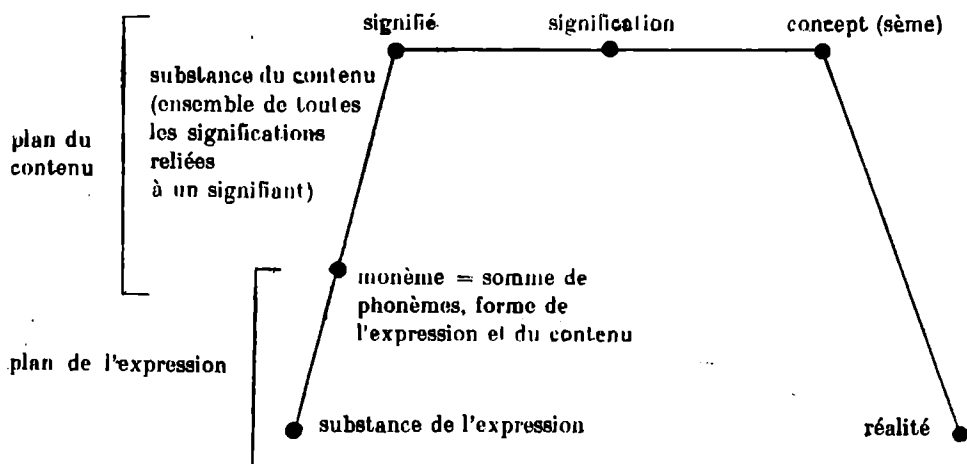 signifié
signification
concept (sème)
substance du contenu
(ensemble de toutes
les significations
reliées
à un signifiant)
plan du
contenu
monème = somme de
phonèmes, forme de
l'expression et du contenu
plan de l'expression
substance de l'expression
réalité